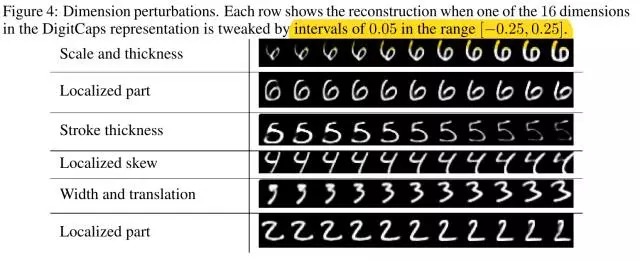 Figure 4: Dimension perturbations. Each row shows the reconstruction when one of the 16 dimensions
in the DigitCaps representation is tweaked by intervals of 0.05 in the range [−0.25, 0.25].
Scale and thickness 6 6 6 6 6 6 6 6 6 6 6
Localized part 6 6 6 6 6 6 6 6 6 6 6
Stroke thickness 5 5 5 5 5 5 5 5 5 5 5
Localized skew 4 4 4 4 4 4 4 4 4 4 4
Width and translation 3 3 3 3 3 3 3 3 3 3 3
Localized part 2 2 2 2 2 2 2 2 2 2 2